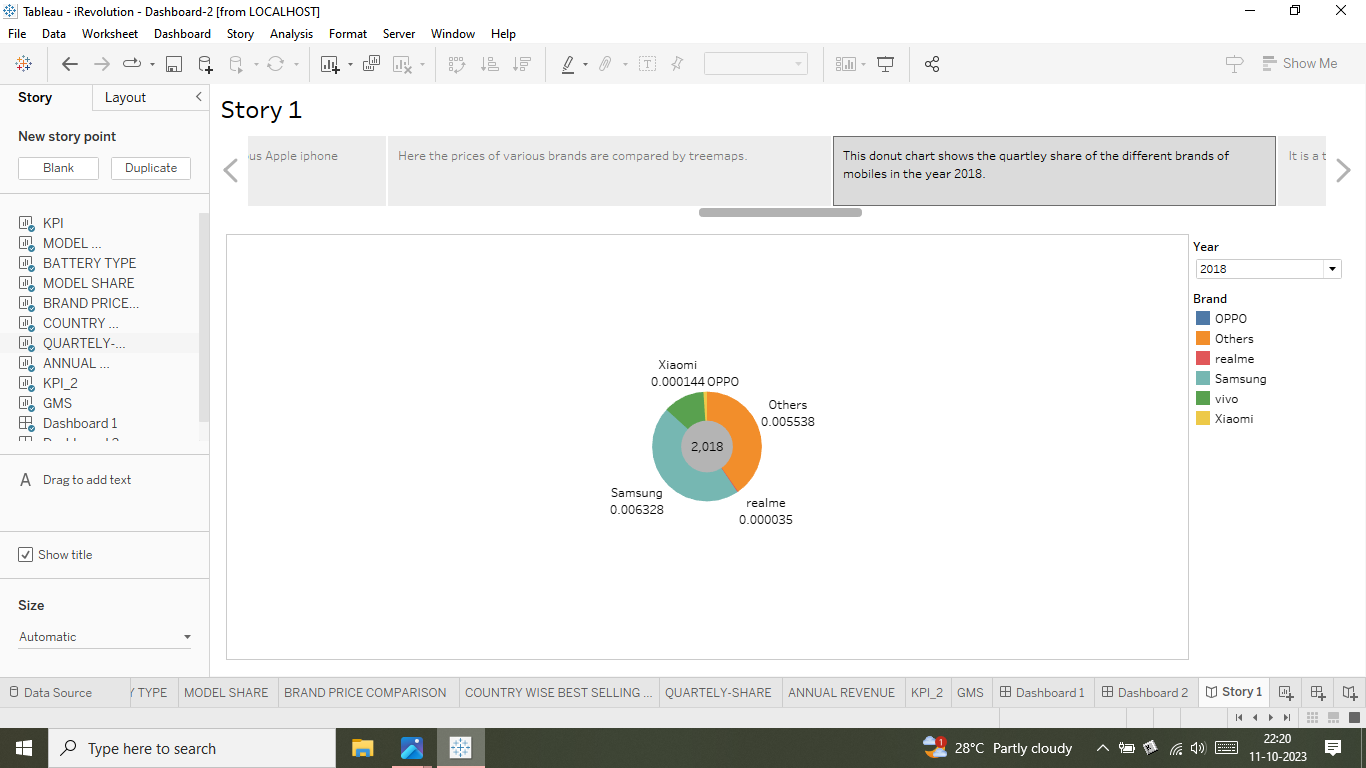 Tableau - iRevolution - Dashboard-2 [from LOCALHOST]
File Data Worksheet Dashboard Story Analysis Format Server Window Help
Show Me
Story Layout
New story point
Blank Duplicate
KPI
MODEL ...
BATTERY TYPE
MODEL SHARE
BRAND PRICE...
COUNTRY ...
QUARTELY-...
ANNUAL ...
KPI_2
GMS
Dashboard 1
A Drag to add text
Show title
Size
Automatic
Story 1
us Apple iphone
Here the prices of various brands are compared by treemaps.
This donut chart shows the quartley share of the different brands of
mobiles in the year 2018.
It is a t
Xiaomi
0.000144 OPPO
Others
0.005538
2,018
Samsung
0.006328
realme
0.000035
Year
2018
Brand
OPPO
Others
realme
Samsung
vivo
Xiaomi
Data Source Y TYPE MODEL SHARE BRAND PRICE COMPARISON COUNTRY WISE BEST SELLING ... QUARTELY-SHARE ANNUAL REVENUE KPI_2 GMS Dashboard 1 Dashboard 2 Story 1
Type here to search
1
28°C Partly cloudy
22:20
11-10-2023